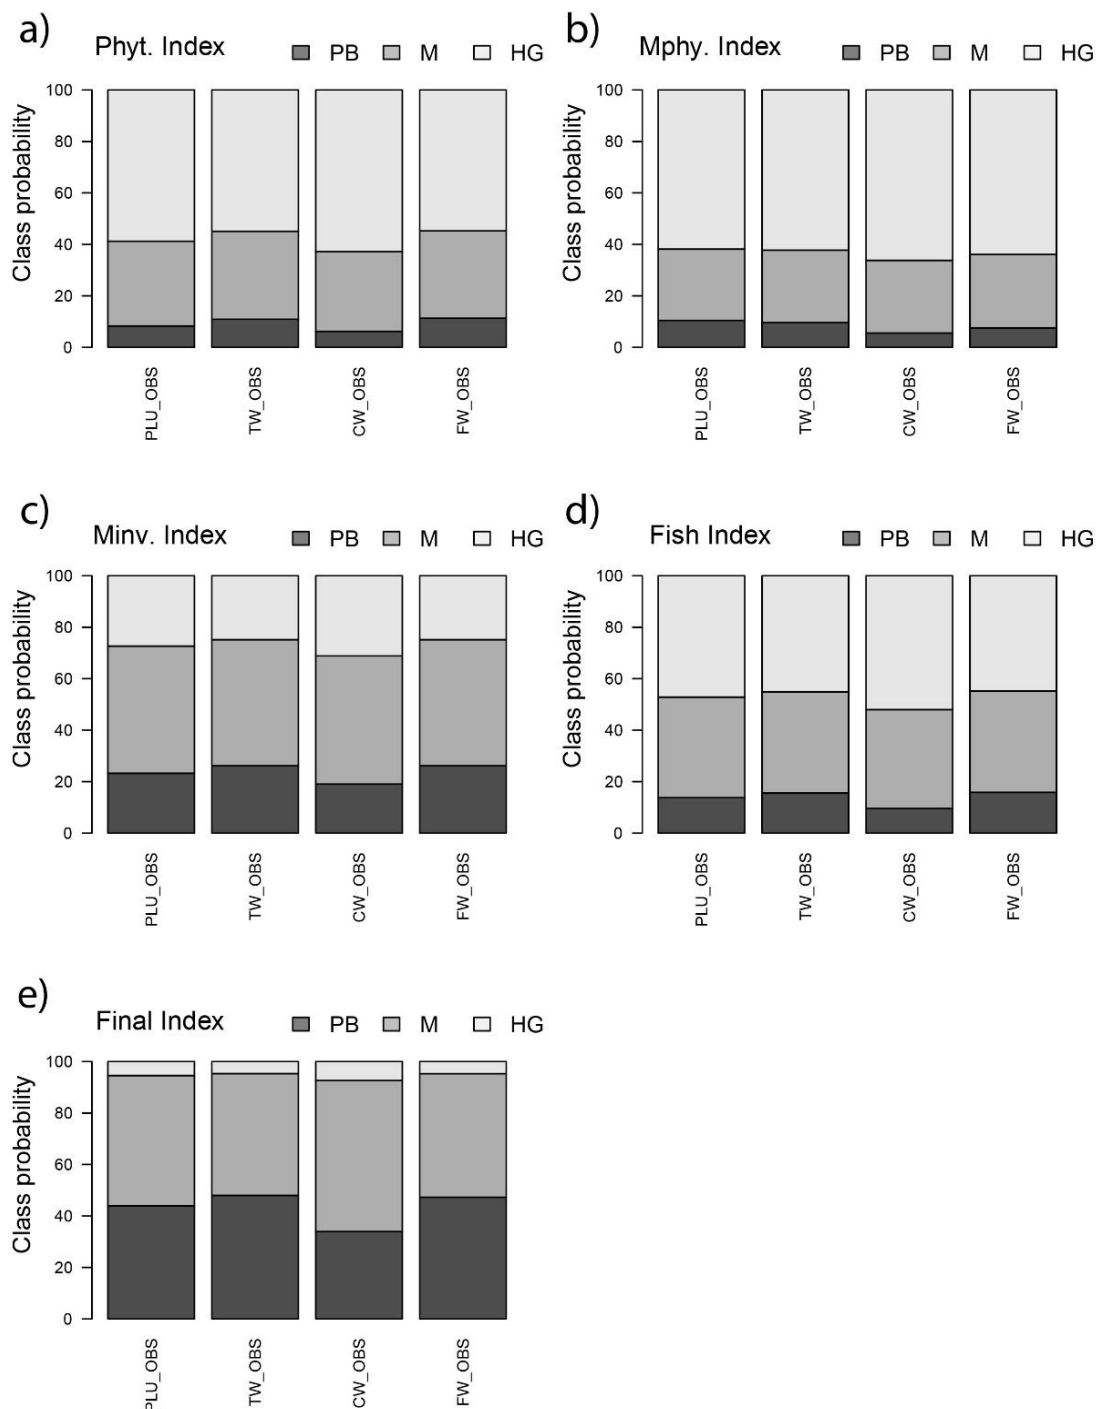 a) Phyt. Index PB M HG
Class probability
100
80
60
40
20
0
PLU_OBS TW_OBS CW_OBS FW_OBS
b) Mphy. Index PB M HG
Class probability
100
80
60
40
20
0
PLU_OBS TW_OBS CW_OBS FW_OBS
c) Minv. Index PB M HG
Class probability
100
80
60
40
20
0
PLU_OBS TW_OBS CW_OBS FW_OBS
d) Fish Index PB M HG
Class probability
100
80
60
40
20
0
PLU_OBS TW_OBS CW_OBS FW_OBS
e) Final Index PB M HG
Class probability
100
80
60
40
20
0
PLU_OBS TW_OBS CW_OBS FW_OBS